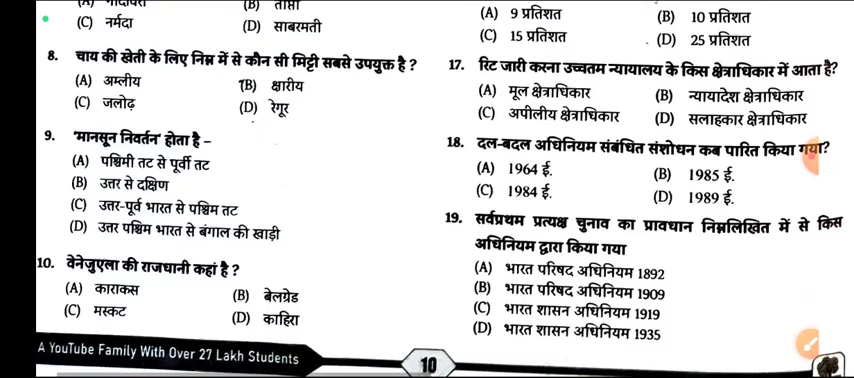 (A) गोदावरी
(B) ताप्ती
(C) नर्मदा
(D) साबरमती
8. चाय की खेती के लिए निम्न में से कौन सी मिट्टी सबसे उपयुक्त है ?
(A) अम्लीय
(B) क्षारीय
(C) जलोढ़
(D) रेगूर
9. 'मानसून निवर्तन' होता है –
(A) पश्चिमी तट से पूर्वी तट
(B) उत्तर से दक्षिण
(C) उत्तर-पूर्व भारत से पश्चिम तट
(D) उत्तर पश्चिम भारत से बंगाल की खाड़ी
10. वेनेजुएला की राजधानी कहां है ?
(A) काराकस
(B) बेलग्रेड
(C) मस्कट
(D) काहिरा
(A) 9 प्रतिशत
(B) 10 प्रतिशत
(C) 15 प्रतिशत
(D) 25 प्रतिशत
17. रिट जारी करना उच्चतम न्यायालय के किस क्षेत्राधिकार में आता है?
(A) मूल क्षेत्राधिकार
(B) न्यायादेश क्षेत्राधिकार
(C) अपीलीय क्षेत्राधिकार
(D) सलाहकार क्षेत्राधिकार
18. दल-बदल अधिनियम संबंधित संशोधन कब पारित किया गया?
(A) 1964 ई.
(B) 1985 ई.
(C) 1984 ई.
(D) 1989 ई.
19. सर्वप्रथम प्रत्यक्ष चुनाव का प्रावधान निम्नलिखित में से किस
अधिनियम द्वारा किया गया
(A) भारत परिषद अधिनियम 1892
(B) भारत परिषद अधिनियम 1909
(C) भारत शासन अधिनियम 1919
(D) भारत शासन अधिनियम 1935
A YouTube Family With Over 27 Lakh Students
10